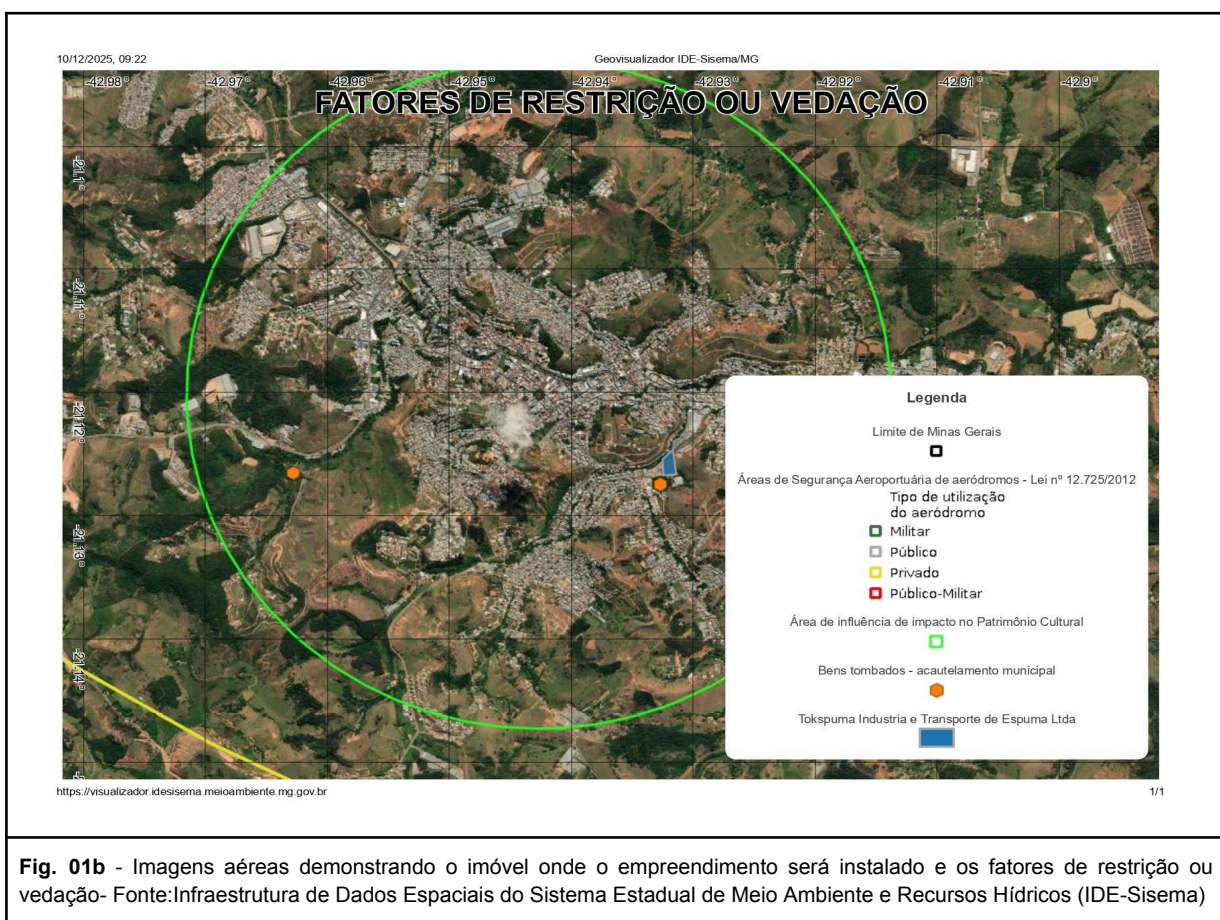 10/12/2025, 09:22 Geovisualizador IDE-Sisema/MG
-42.98 ° -42.97 ° -42.96 ° -42.95 ° -42.94 ° -42.93 ° -42.92 ° -42.91 ° -42.9 °
FATORES DE RESTRIÇÃO OU VEDAÇÃO
-21.1 °
-21.11 °
-21.12 °
-21.13 °
-21.14 °
Legenda
Limite de Minas Gerais
Áreas de Segurança Aeroportuária de aeródromos - Lei nº 12.725/2012
Tipo de utilização
do aeródromo
Militar
Público
Privado
Público-Militar
Área de influência de impacto no Patrimônio Cultural
Bens tombados - acautelamento municipal
Tokspuma Industria e Transporte de Espuma Ltda
https://visualizador.idesisema.meioambiente.mg.gov.br 1/1
Fig. 01b - Imagens aéreas demonstrando o imóvel onde o empreendimento será instalado e os fatores de restrição ou
vedação- Fonte:Infraestrutura de Dados Espaciais do Sistema Estadual de Meio Ambiente e Recursos Hídricos (IDE-Sisema)